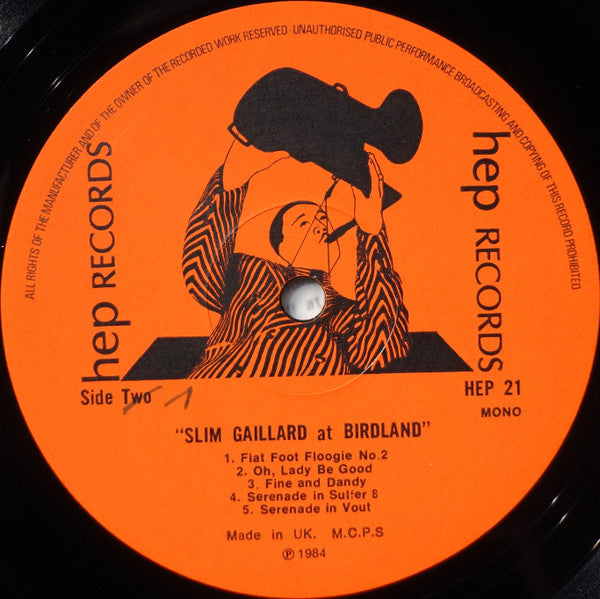 ALL RIGHTS OF THE MANUFACTURER AND OF THE OWNER OF THE RECORDED WORK RESERVED · UNAUTHORISED PUBLIC PERFORMANCE BROADCASTING AND COPYING OF THIS RECORD PROHIBITED
hep RECORDS
hep RECORDS
Side Two 1
HEP 21
MONO
"SLIM GAILLARD at BIRDLAND"
1. Flat Foot Floogie No.2
2. Oh, Lady Be Good
3. Fine and Dandy
4. Serenade in Sulfer 8
5. Serenade in Vout
Made in UK. M.C.P.S
℗ 1984